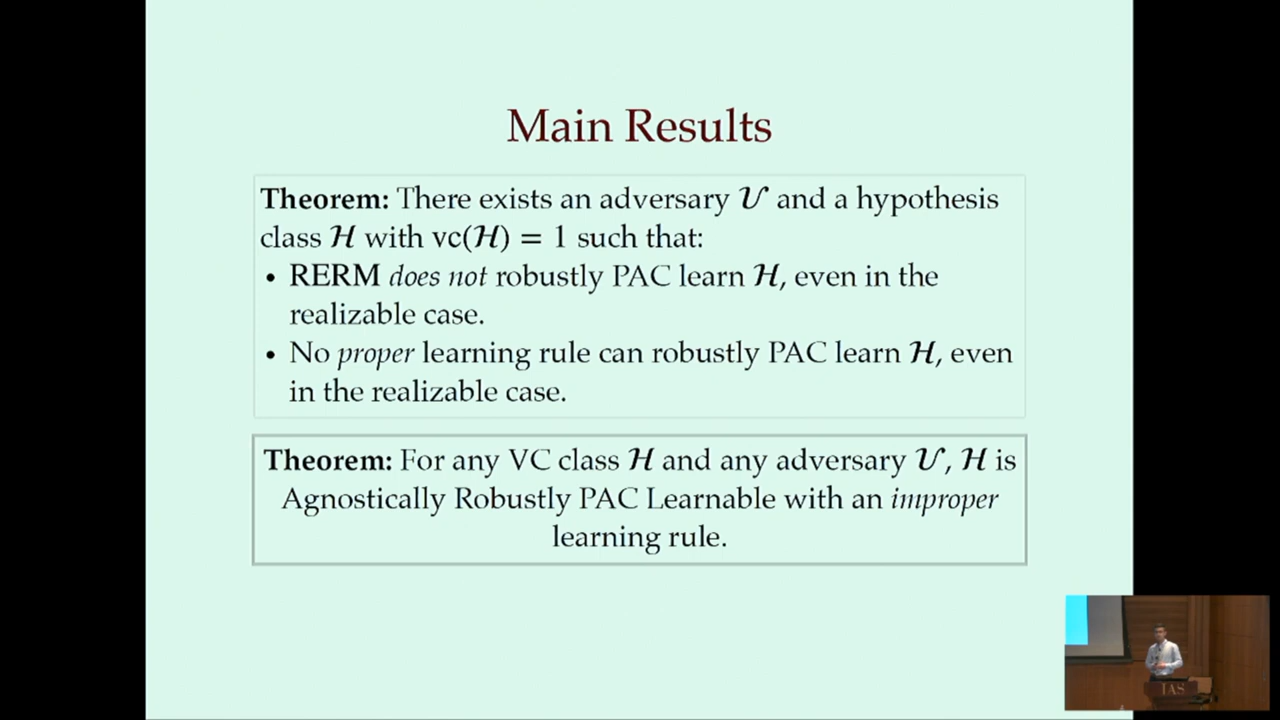 Main Results
Theorem: There exists an adversary 𝒰 and a hypothesis
class ℋ with vc(ℋ) = 1 such that:
• RERM does not robustly PAC learn ℋ, even in the
realizable case.
• No proper learning rule can robustly PAC learn ℋ, even
in the realizable case.
Theorem: For any VC class ℋ and any adversary 𝒰, ℋ is
Agnostically Robustly PAC Learnable with an improper
learning rule.
IAS